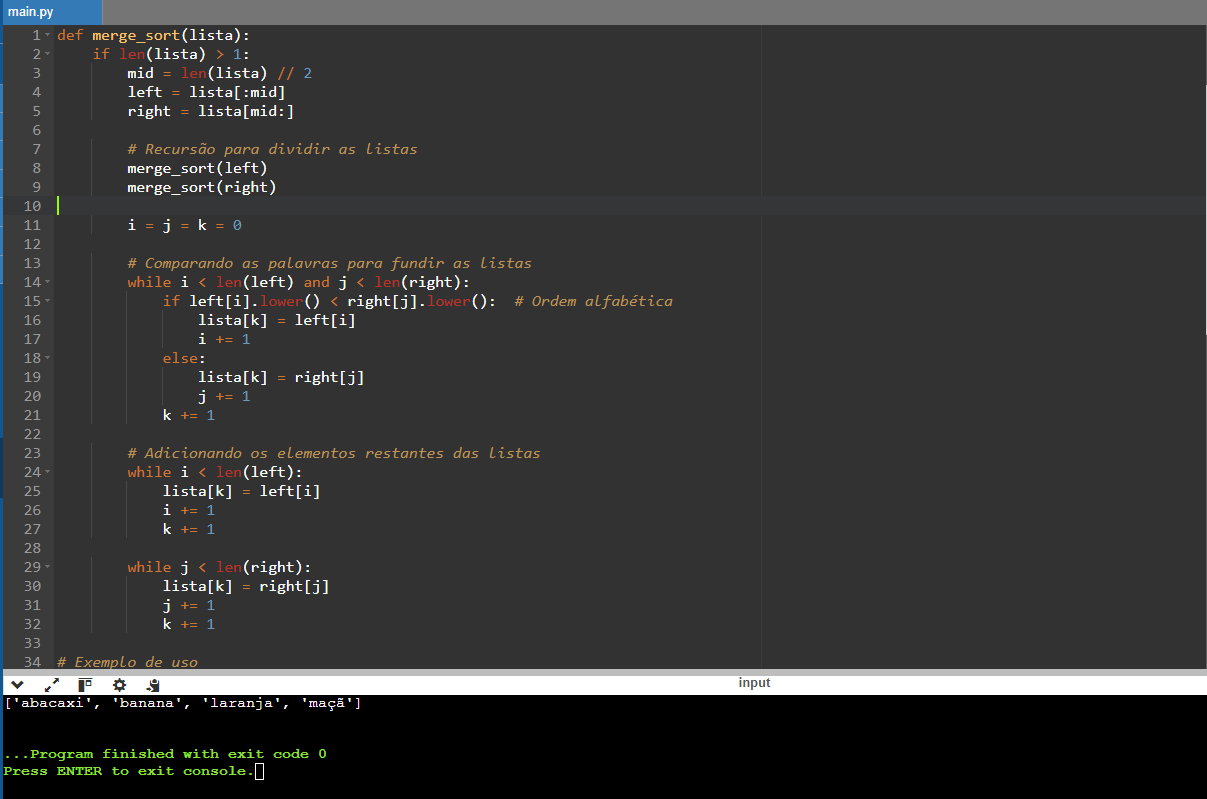 main.py
1 def merge_sort(lista):
2     if len(lista) > 1:
3         mid = len(lista) // 2
4         left = lista[:mid]
5         right = lista[mid:]
6
7         # Recursão para dividir as listas
8         merge_sort(left)
9         merge_sort(right)
10
11         i = j = k = 0
12
13         # Comparando as palavras para fundir as listas
14         while i < len(left) and j < len(right):
15             if left[i].lower() < right[j].lower():  # Ordem alfabética
16                 lista[k] = left[i]
17                 i += 1
18             else:
19                 lista[k] = right[j]
20                 j += 1
21             k += 1
22
23         # Adicionando os elementos restantes das listas
24         while i < len(left):
25             lista[k] = left[i]
26             i += 1
27             k += 1
28
29         while j < len(right):
30             lista[k] = right[j]
31             j += 1
32             k += 1
33
34 # Exemplo de uso
input
['abacaxi', 'banana', 'laranja', 'maçã']
...Program finished with exit code 0
Press ENTER to exit console.